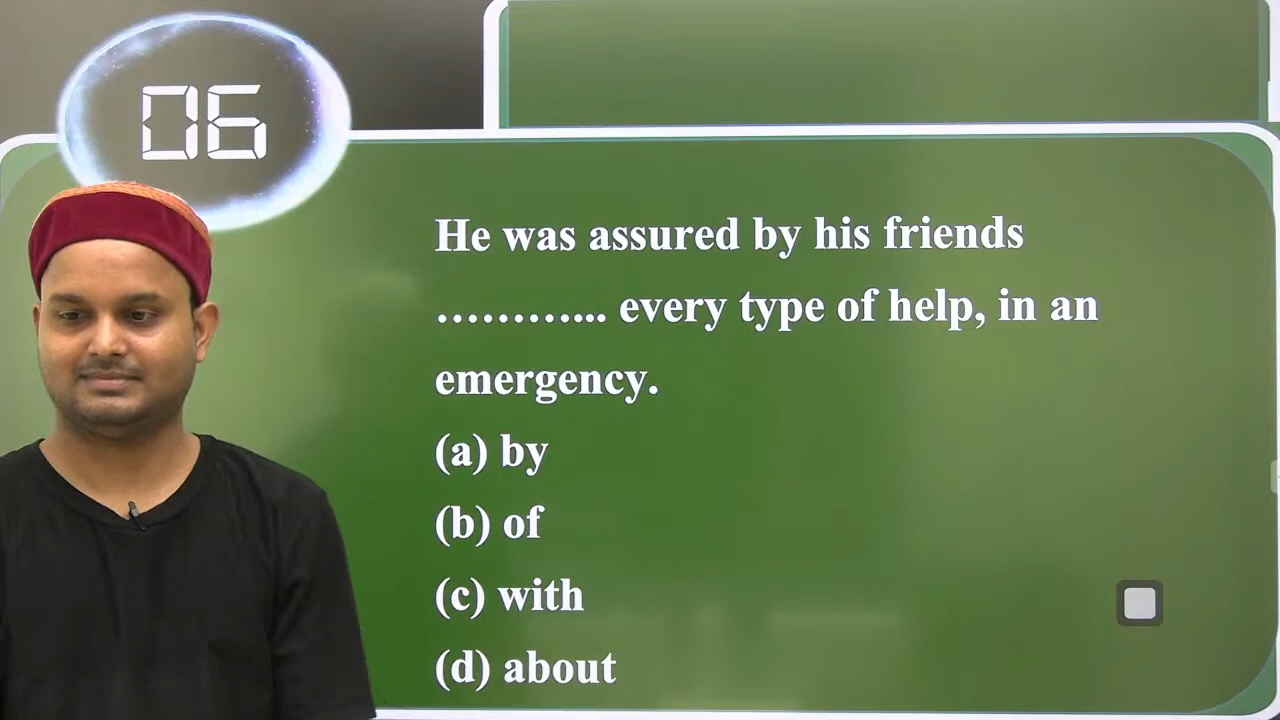 06
He was assured by his friends
………... every type of help, in an
emergency.
(a) by
(b) of
(c) with
(d) about